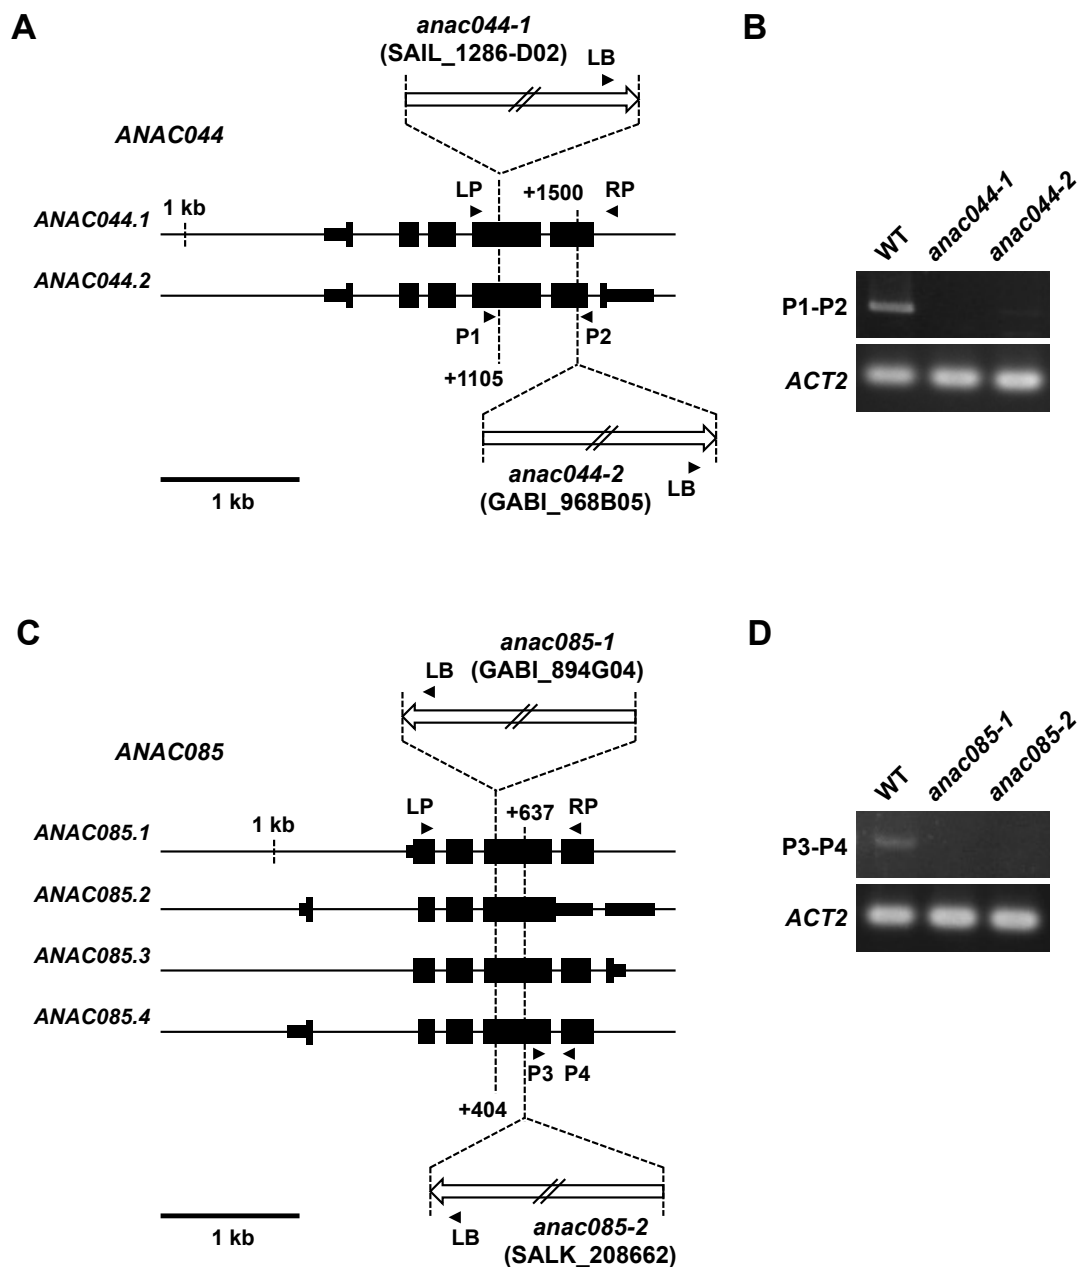 A
anac044-1
(SAIL_1286-D02)
LB
ANAC044
LP
+1500
RP
1 kb
ANAC044.1
ANAC044.2
P1
P2
+1105
anac044-2
(GABI_968B05)
LB
1 kb
B
WT
anac044-1
anac044-2
P1-P2
ACT2
C
anac085-1
(GABI_894G04)
LB
ANAC085
LP
+637
RP
1 kb
ANAC085.1
ANAC085.2
ANAC085.3
ANAC085.4
P3
P4
+404
anac085-2
(SALK_208662)
LB
1 kb
D
WT
anac085-1
anac085-2
P3-P4
ACT2